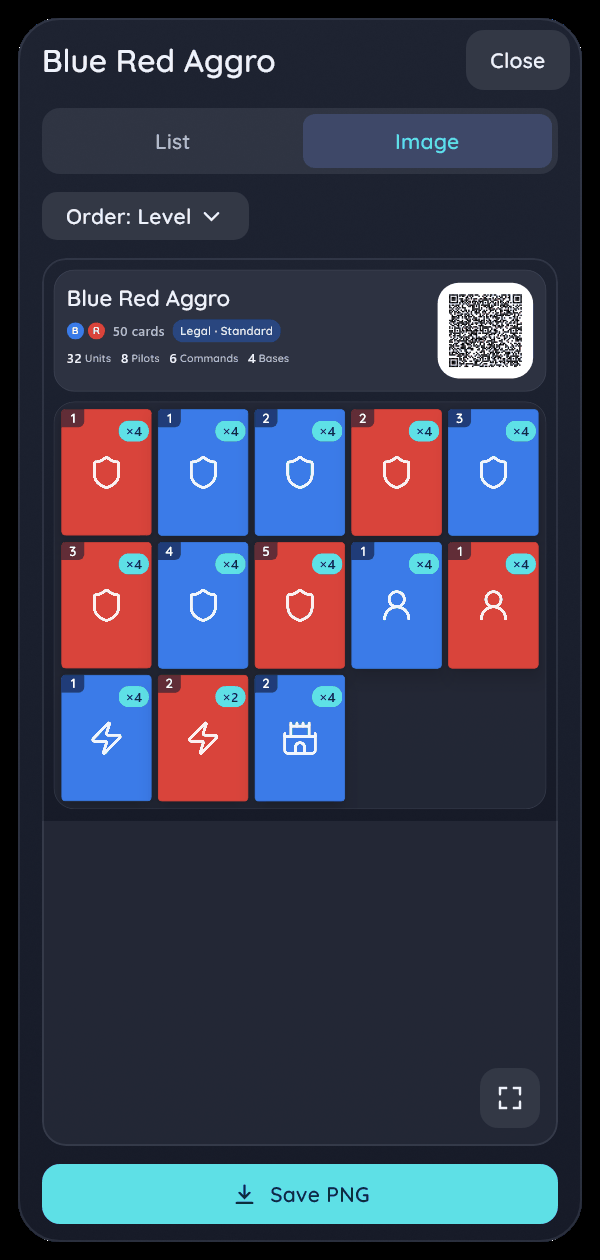 Blue Red Aggro
Close
List
Image
Order: Level
Blue Red Aggro
B R 50 cards Legal · Standard
32 Units 8 Pilots 6 Commands 4 Bases
1 ×4 1 ×4 2 ×4 2 ×4 3 ×4
3 ×4 4 ×4 5 ×4 1 ×4 1 ×4
1 ×4 2 ×2 2 ×4
Save PNG